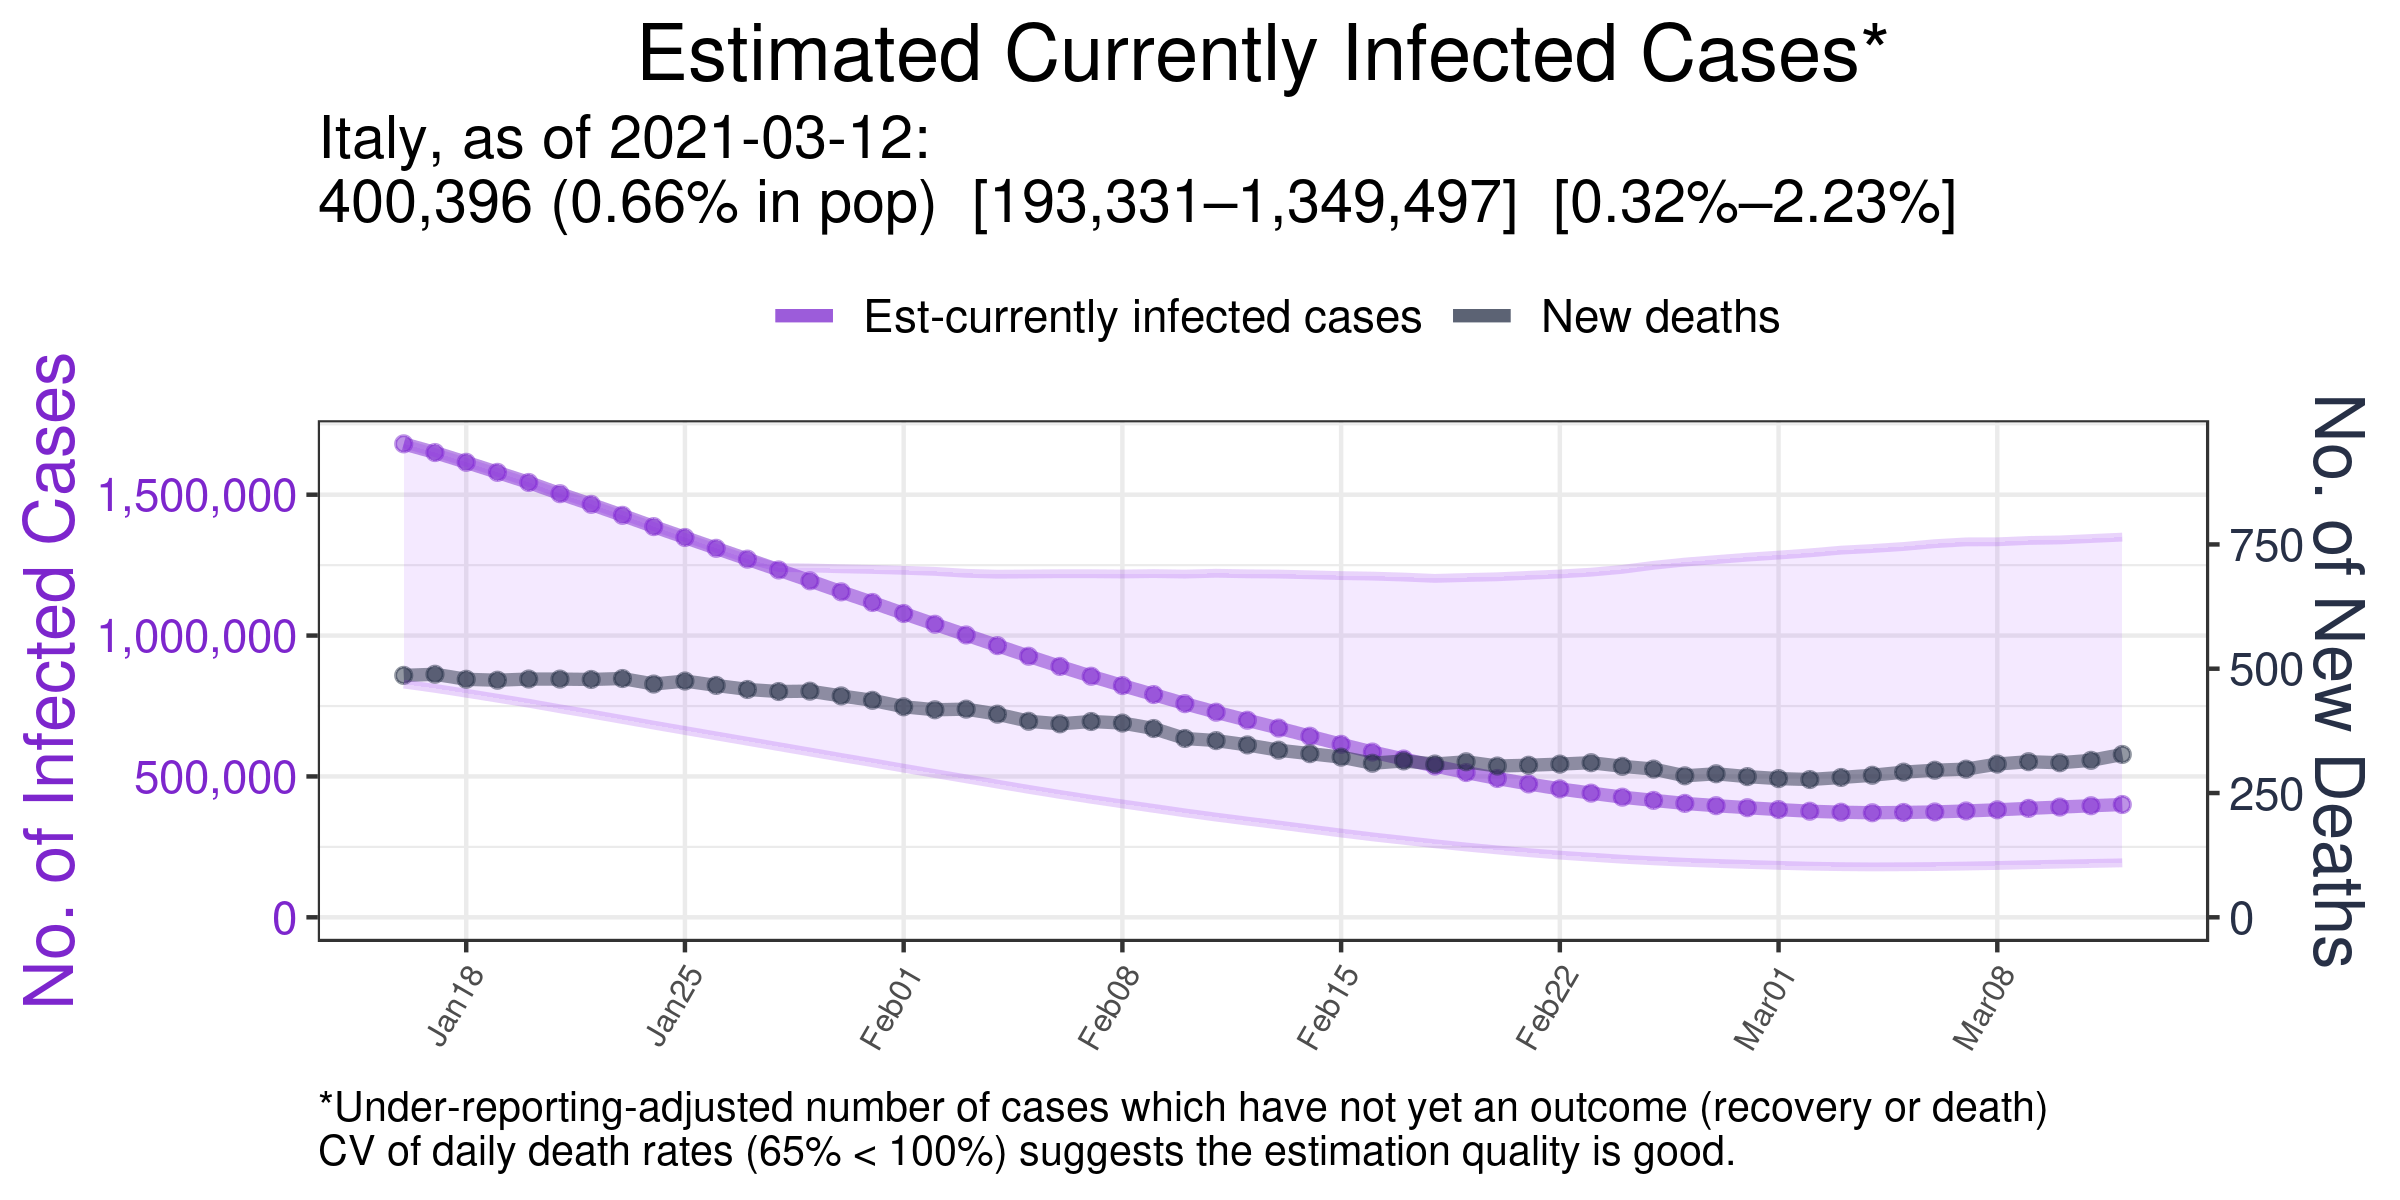 Estimated Currently Infected Cases*
Italy, as of 2021-03-12:
400,396 (0.66% in pop)  [193,331–1,349,497]  [0.32%–2.23%]
Est-currently infected cases
New deaths
No. of Infected Cases
1,500,000
1,000,000
500,000
0
No. of New Deaths
750
500
250
0
Jan18
Jan25
Feb01
Feb08
Feb15
Feb22
Mar01
Mar08
*Under-reporting-adjusted number of cases which have not yet an outcome (recovery or death)
CV of daily death rates (65% < 100%) suggests the estimation quality is good.